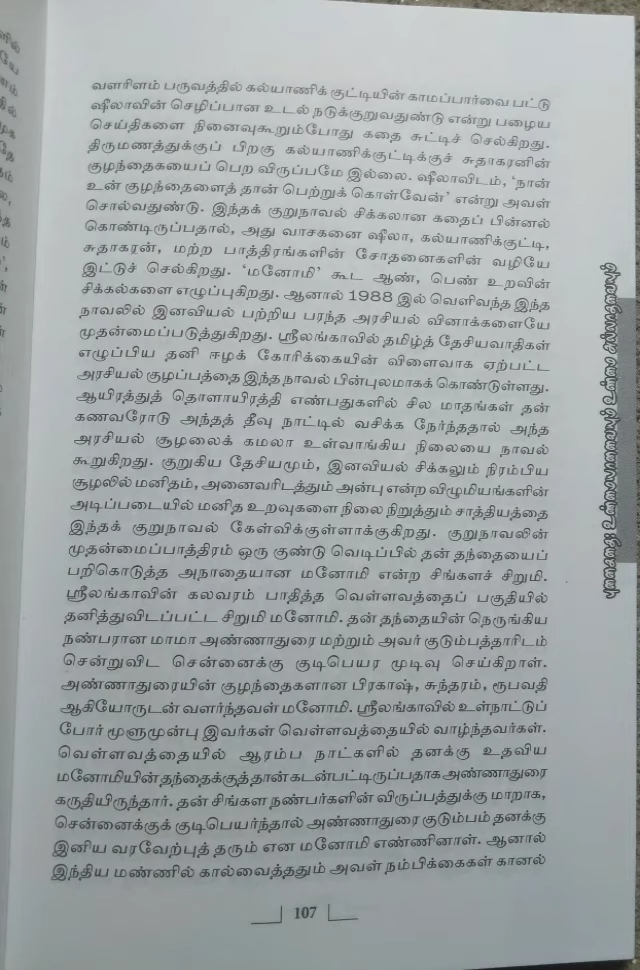 வளரிளம் பருவத்தில் கல்யாணிக் குட்டியின் காமப்பார்வை பட்டு
ஷீலாவின் செழிப்பான உடல் நடுக்குறுவதுண்டு என்று பழைய
செய்திகளை நினைவுகூறும்போது கதை சுட்டிச் செல்கிறது.
திருமணத்துக்குப் பிறகு கல்யாணிக்குட்டிக்குச் சுதாகரனின்
குழந்தைகயைப் பெற விருப்பமே இல்லை. ஷீலாவிடம், ‘நான்
உன் குழந்தைளைத் தான் பெற்றுக் கொள்வேன்’ என்று அவள்
சொல்வதுண்டு. இந்தக் குறுநாவல் சிக்கலான கதைப் பின்னல்
கொண்டிருப்பதால், அது வாசகனை ஷீலா, கல்யாணிக்குட்டி,
சுதாகரன், மற்ற பாத்திரங்களின் சோதனைகளின் வழியே
இட்டுச் செல்கிறது. ‘மனோமி’ கூட ஆண், பெண் உறவின்
சிக்கல்களை எழுப்புகிறது. ஆனால் 1988 இல் வெளிவந்த இந்த
நாவலில் இனவியல் பற்றிய பரந்த அரசியல் வினாக்களையே
முதன்மைப்படுத்துகிறது. ஸ்ரீலங்காவில் தமிழ்த் தேசியவாதிகள்
எழுப்பிய தனி ஈழக் கோரிக்கையின் விளைவாக ஏற்பட்ட
அரசியல் குழப்பத்தை இந்த நாவல் பின்புலமாகக் கொண்டுள்ளது.
ஆயிரத்துத் தொளாயிரத்தி எண்பதுகளில் சில மாதங்கள் தன்
கணவரோடு அந்தத் தீவு நாட்டில் வசிக்க நேர்ந்ததால் அந்த
அரசியல் சூழலைக் கமலா உள்வாங்கிய நிலையை நாவல்
கூறுகிறது. குறுகிய தேசியமும், இனவியல் சிக்கலும் நிரம்பிய
சூழலில் மனிதம், அனைவரிடத்தும் அன்பு என்ற விழுமியங்களின்
அடிப்படையில் மனித உறவுகளை நிலை நிறுத்தும் சாத்தியத்தை
இந்தக் குறுநாவல் கேள்விக்குள்ளாக்குகிறது. குறுநாவலின்
முதன்மைப்பாத்திரம் ஒரு குண்டு வெடிப்பில் தன் தந்தையைப்
பறிகொடுத்த அநாதையான மனோமி என்ற சிங்களச் சிறுமி.
ஸ்ரீலங்காவின் கலவரம் பாதித்த வெள்ளவத்தைப் பகுதியில்
தனித்துவிடப்பட்ட சிறுமி மனோமி. தன் தந்தையின் நெருங்கிய
நண்பரான மாமா அண்ணாதுரை மற்றும் அவர் குடும்பத்தாரிடம்
சென்றுவிட சென்னைக்கு குடிபெயர முடிவு செய்கிறாள்.
அண்ணாதுரையின் குழந்தைகளான பிரகாஷ், சுந்தரம், ரூபவதி
ஆகியோருடன் வளர்ந்தவள் மனோமி. ஸ்ரீலங்காவில் உள்நாட்டுப்
போர் மூளுமுன்பு இவர்கள் வெள்ளவத்தையில் வாழ்ந்தவர்கள்.
வெள்ளவத்தையில் ஆரம்ப நாட்களில் தனக்கு உதவிய
மனோமியின் தந்தைக்குத் தான் கடன்பட்டிருப்பதாக அண்ணாதுரை
கருதியிருந்தார். தன் சிங்கள நண்பர்களின் விருப்பத்துக்கு மாறாக,
சென்னைக்குக் குடிபெயர்ந்தால் அண்ணாதுரை குடும்பம் தனக்கு
இனிய வரவேற்புத் தரும் என மனோமி எண்ணினாள். ஆனால்
இந்திய மண்ணில் கால்வைத்ததும் அவள் நம்பிக்கைகள் கானல்
107